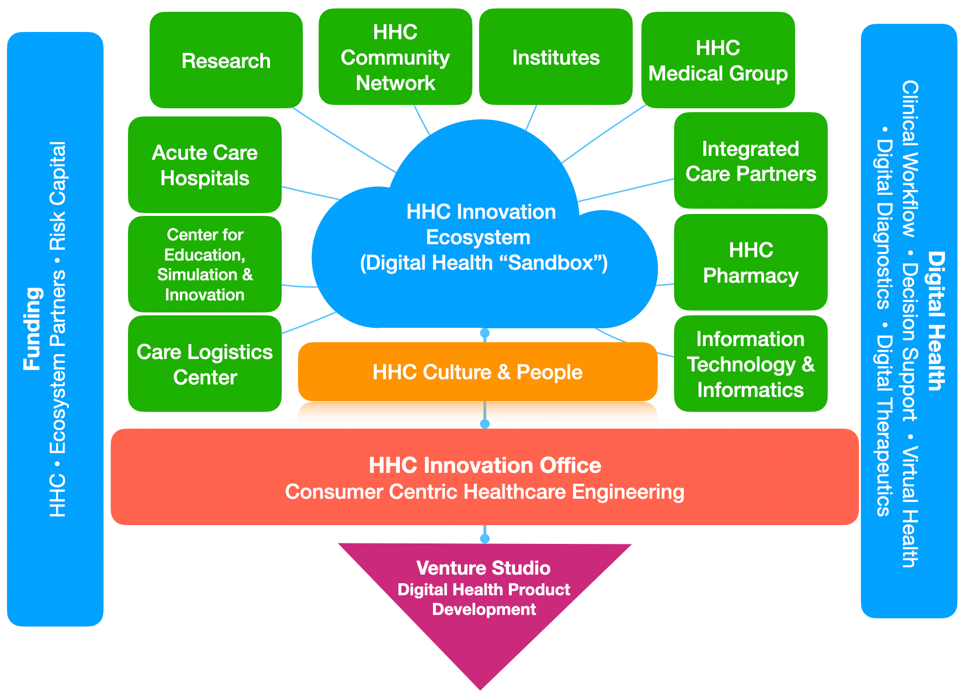 Research
HHC
Community
Network
Institutes
HHC
Medical Group
Acute Care
Hospitals
Integrated
Care Partners
HHC Innovation
Ecosystem
(Digital Health “Sandbox”)
Center for
Education,
Simulation &
Innovation
HHC
Pharmacy
Care Logistics
Center
Information
Technology &
Informatics
HHC Culture & People
HHC Innovation Office
Consumer Centric Healthcare Engineering
Venture Studio
Digital Health Product
Development
Funding
HHC • Ecosystem Partners • Risk Capital
Digital Health
Clinical Workflow • Decision Support • Virtual Health
• Digital Diagnostics • Digital Therapeutics